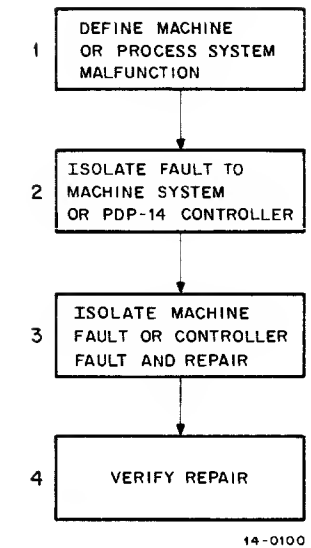 1
DEFINE MACHINE
OR PROCESS SYSTEM
MALFUNCTION
2
ISOLATE FAULT TO
MACHINE SYSTEM
OR PDP-14 CONTROLLER
3
ISOLATE MACHINE
FAULT OR CONTROLLER
FAULT AND REPAIR
4
VERIFY REPAIR
14-0100